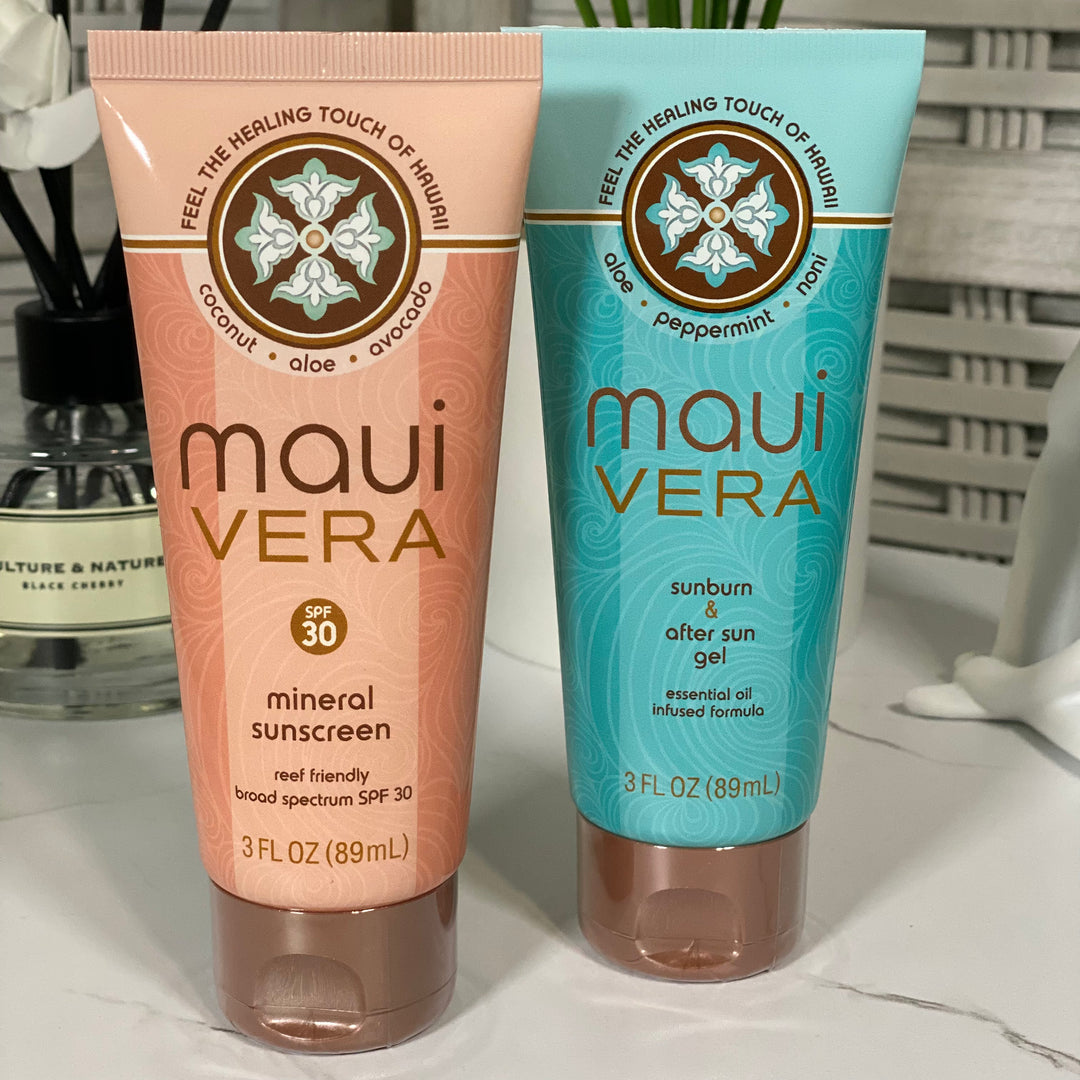 FEEL THE HEALING TOUCH OF HAWAII
coconut • aloe • avocado
maui
VERA
SPF
30
mineral
sunscreen
reef friendly
broad spectrum SPF 30
3 FL OZ (89mL)
FEEL THE HEALING TOUCH OF HAWAII
aloe • peppermint • noni
maui
VERA
sunburn
&
after sun
gel
essential oil
infused formula
3 FL OZ (89mL)
ULTURE & NATURE
BLACK CHERRY